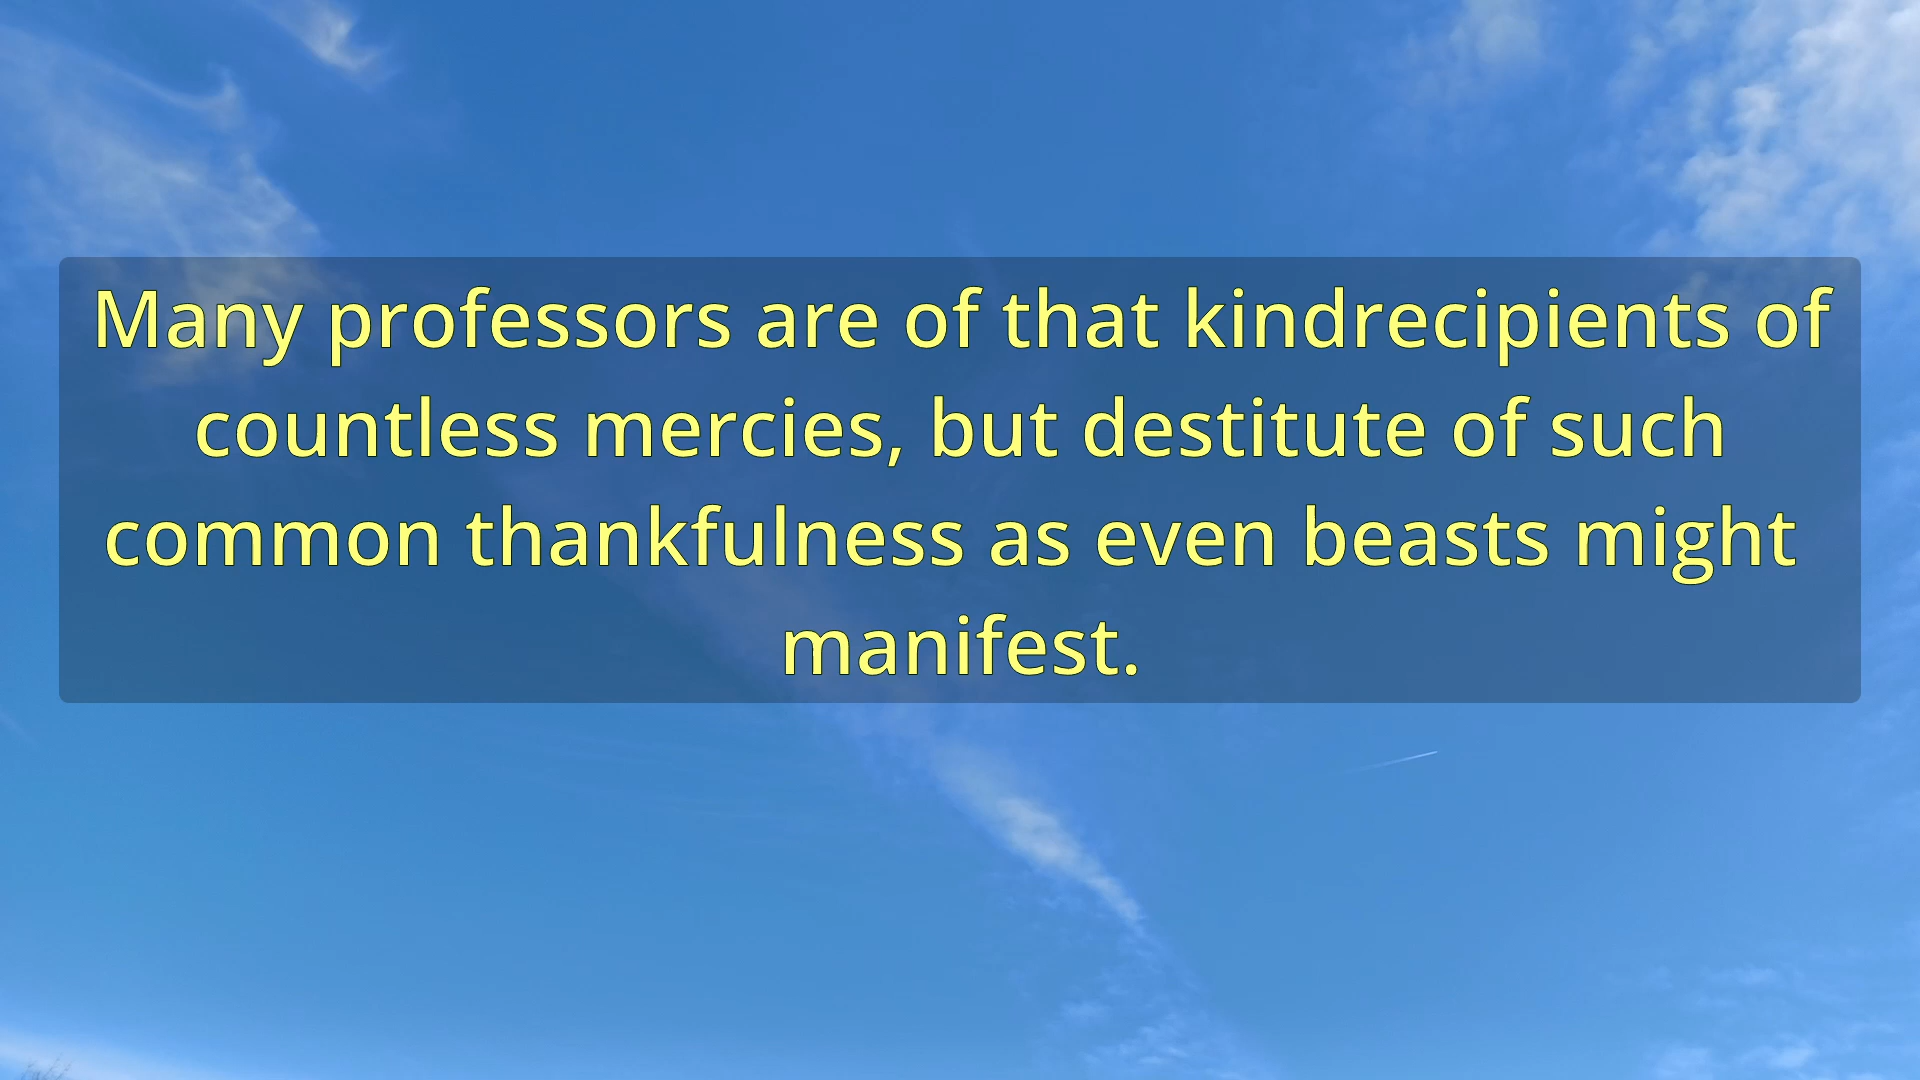 Many professors are of that kindrecipients of
countless mercies, but destitute of such
common thankfulness as even beasts might
manifest.